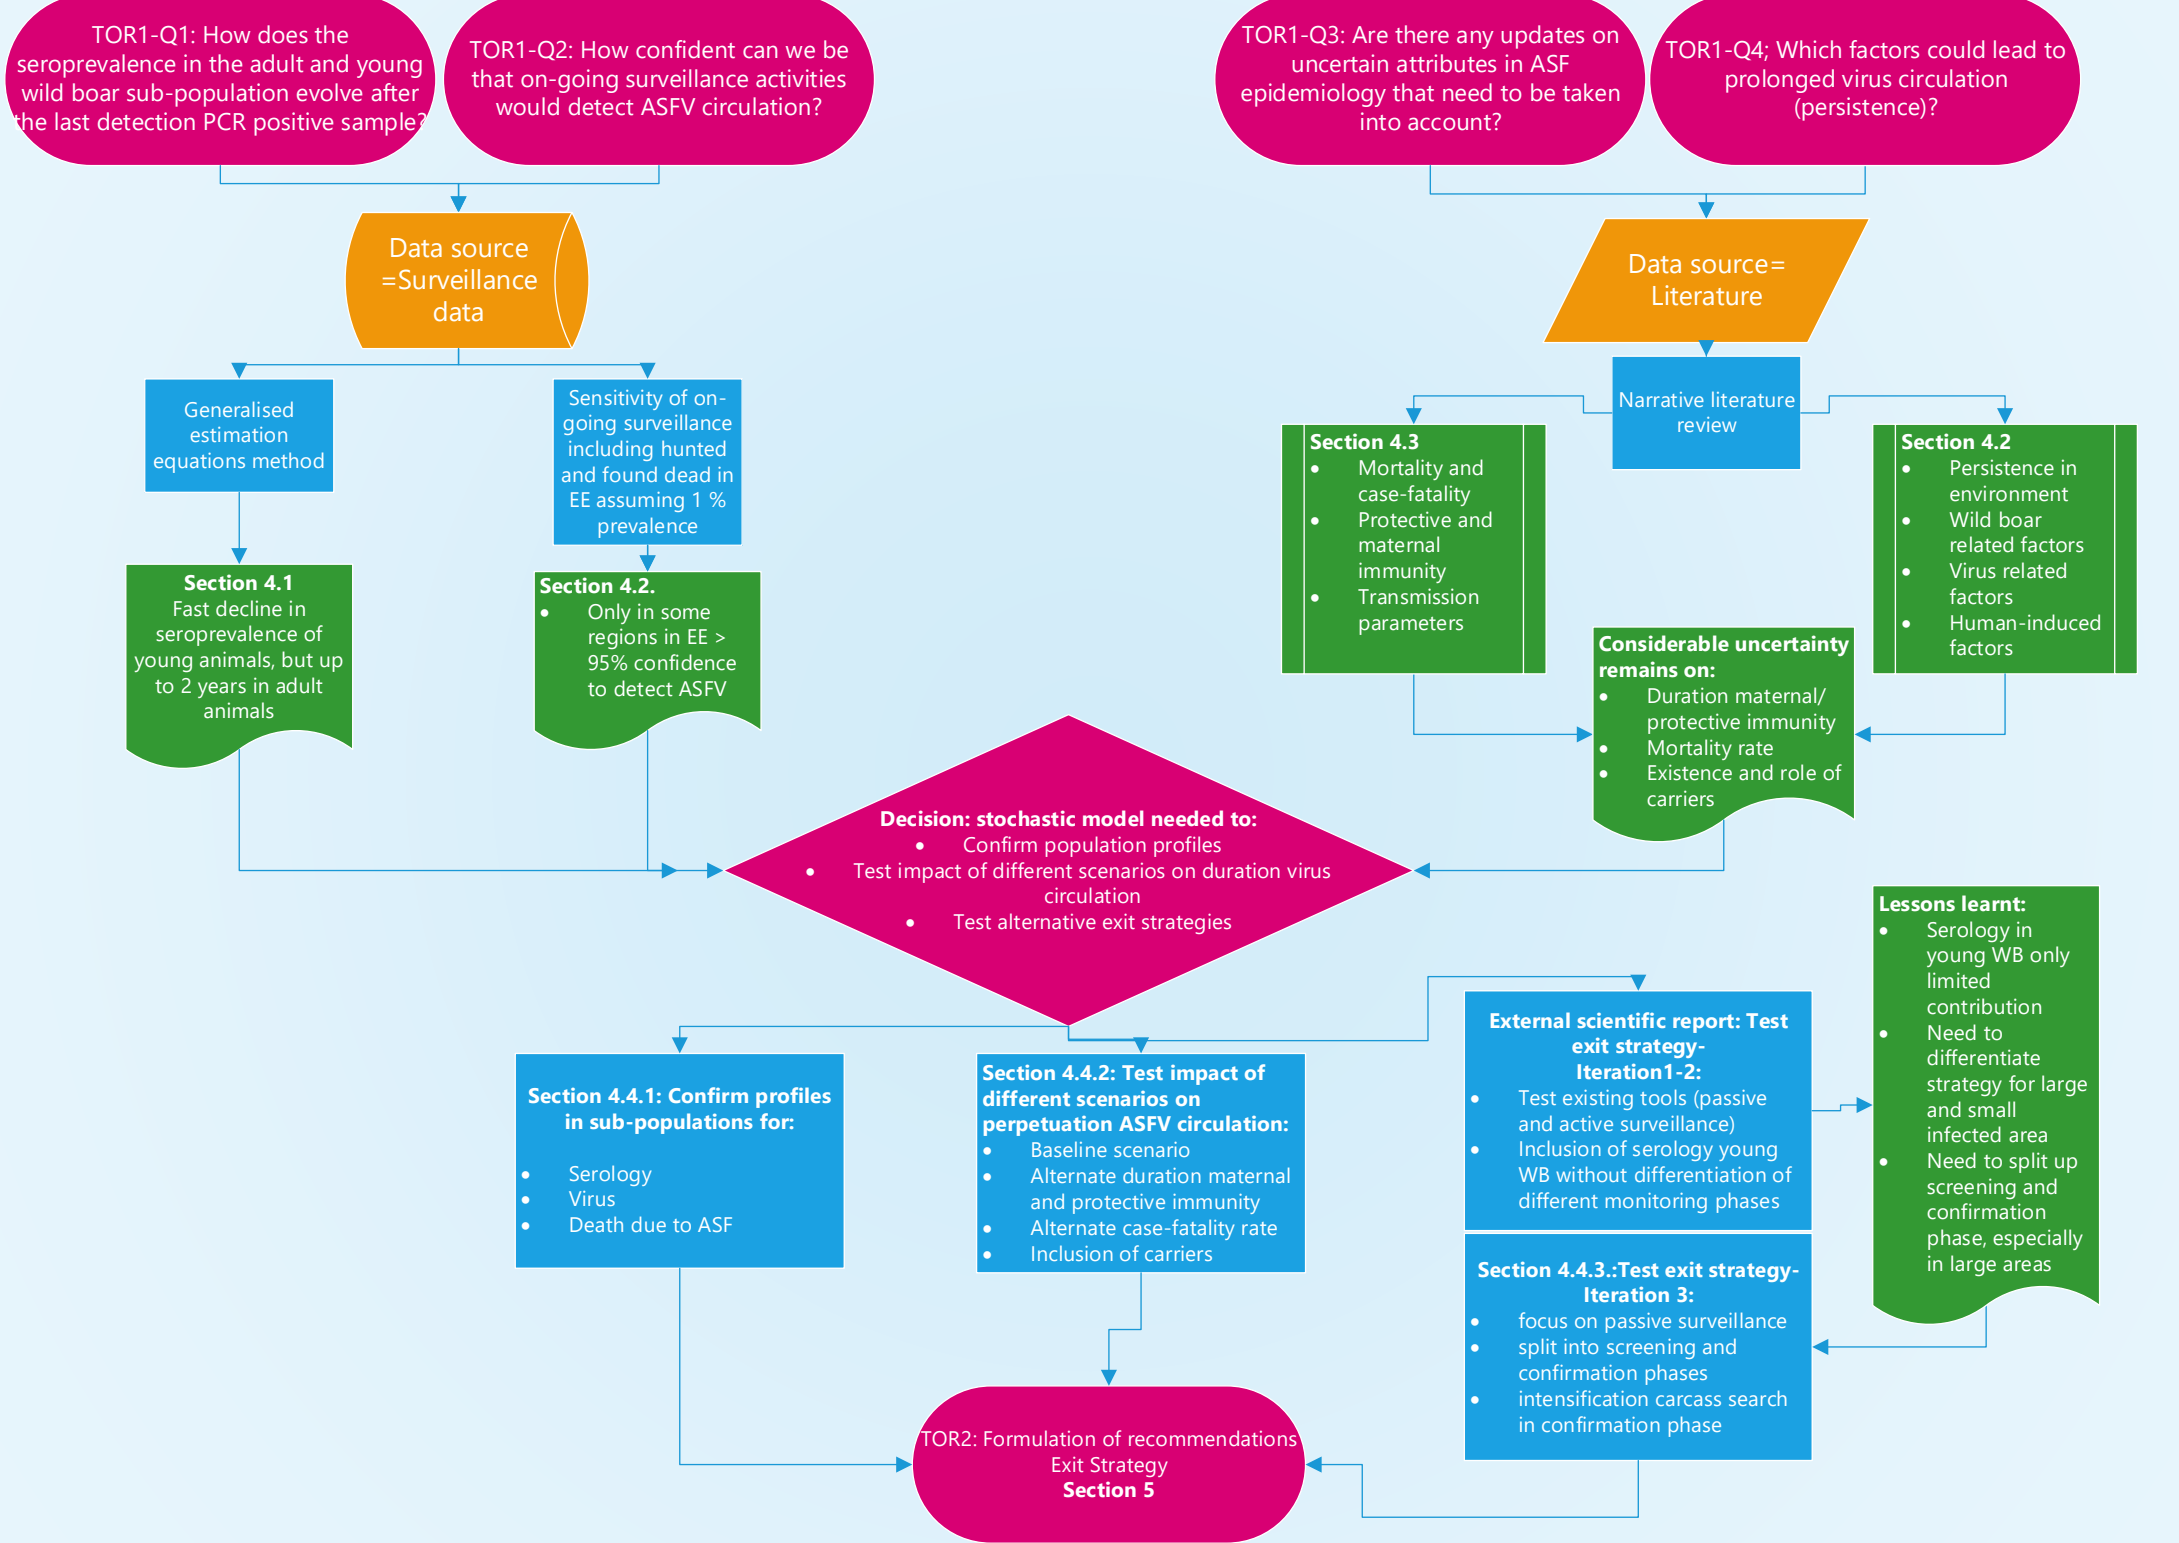 TOR1-Q1: How does the
seroprevalence in the adult and young
wild boar sub-population evolve after
the last detection PCR positive sample?
TOR1-Q2: How confident can we be
that on-going surveillance activities
would detect ASFV circulation?
TOR1-Q3: Are there any updates on
uncertain attributes in ASF
epidemiology that need to be taken
into account?
TOR1-Q4; Which factors could lead to
prolonged virus circulation
(persistence)?
Data source
=Surveillance
data
Data source=
Literature
Generalised
estimation
equations method
Sensitivity of on-
going surveillance
including hunted
and found dead in
EE assuming 1 %
prevalence
Narrative literature
review
Section 4.1
Fast decline in
seroprevalence of
young animals, but up
to 2 years in adult
animals
Section 4.2.
• Only in some
regions in EE >
95% confidence
to detect ASFV
Section 4.3
• Mortality and
case-fatality
• Protective and
maternal
immunity
• Transmission
parameters
Section 4.2
• Persistence in
environment
• Wild boar
related factors
• Virus related
factors
• Human-induced
factors
Considerable uncertainty
remains on:
• Duration maternal/
protective immunity
• Mortality rate
• Existence and role of
carriers
Decision: stochastic model needed to:
• Confirm population profiles
• Test impact of different scenarios on duration virus
circulation
• Test alternative exit strategies
Section 4.4.1: Confirm profiles
in sub-populations for:
• Serology
• Virus
• Death due to ASF
Section 4.4.2: Test impact of
different scenarios on
perpetuation ASFV circulation:
• Baseline scenario
• Alternate duration maternal
and protective immunity
• Alternate case-fatality rate
• Inclusion of carriers
External scientific report: Test
exit strategy-
Iteration1-2:
• Test existing tools (passive
and active surveillance)
• Inclusion of serology young
WB without differentiation of
different monitoring phases
Lessons learnt:
• Serology in
young WB only
limited
contribution
• Need to
differentiate
strategy for large
and small
infected area
• Need to split up
screening and
confirmation
phase, especially
in large areas
Section 4.4.3.:Test exit strategy-
Iteration 3:
• focus on passive surveillance
• split into screening and
confirmation phases
• intensification carcass search
in confirmation phase
TOR2: Formulation of recommendations
Exit Strategy
Section 5